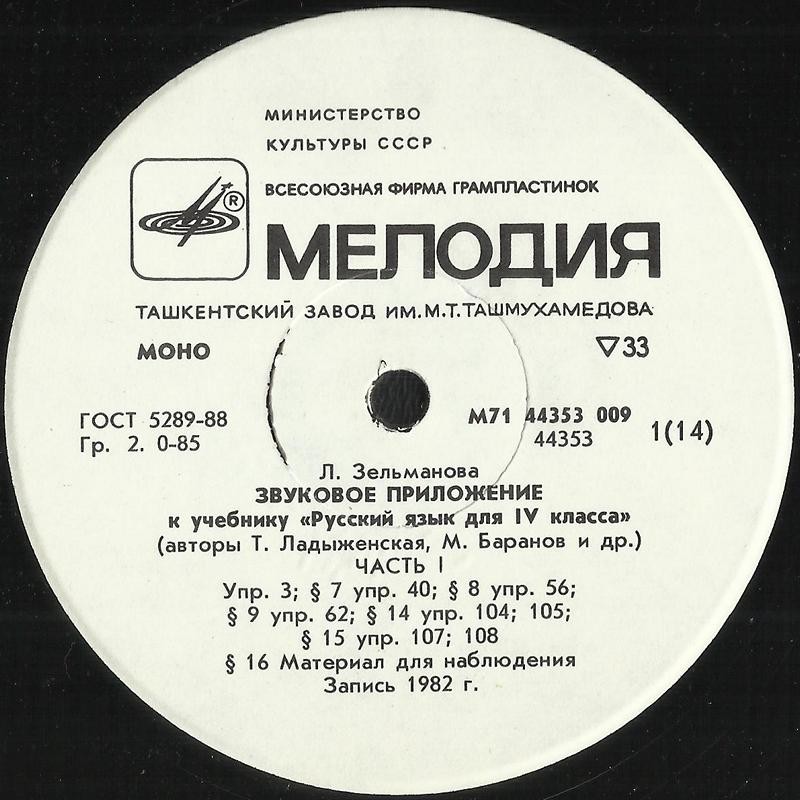 МИНИСТЕРСТВО
КУЛЬТУРЫ СССР
ВСЕСОЮЗНАЯ ФИРМА ГРАМПЛАСТИНОК
®
МЕЛОДИЯ
ТАШКЕНТСКИЙ ЗАВОД ИМ.М.Т.ТАШМУХАМЕДОВА
МОНО
▽33
ГОСТ 5289-88
Гр. 2. 0-85
М71 44353 009
44353
1(14)
Л. Зельманова
ЗВУКОВОЕ ПРИЛОЖЕНИЕ
к учебнику «Русский язык для IV класса»
(авторы Т. Ладыженская, М. Баранов и др.)
ЧАСТЬ I
Упр. 3; § 7 упр. 40; § 8 упр. 56;
§ 9 упр. 62; § 14 упр. 104; 105;
§ 15 упр. 107; 108
§ 16 Материал для наблюдения
Запись 1982 г.